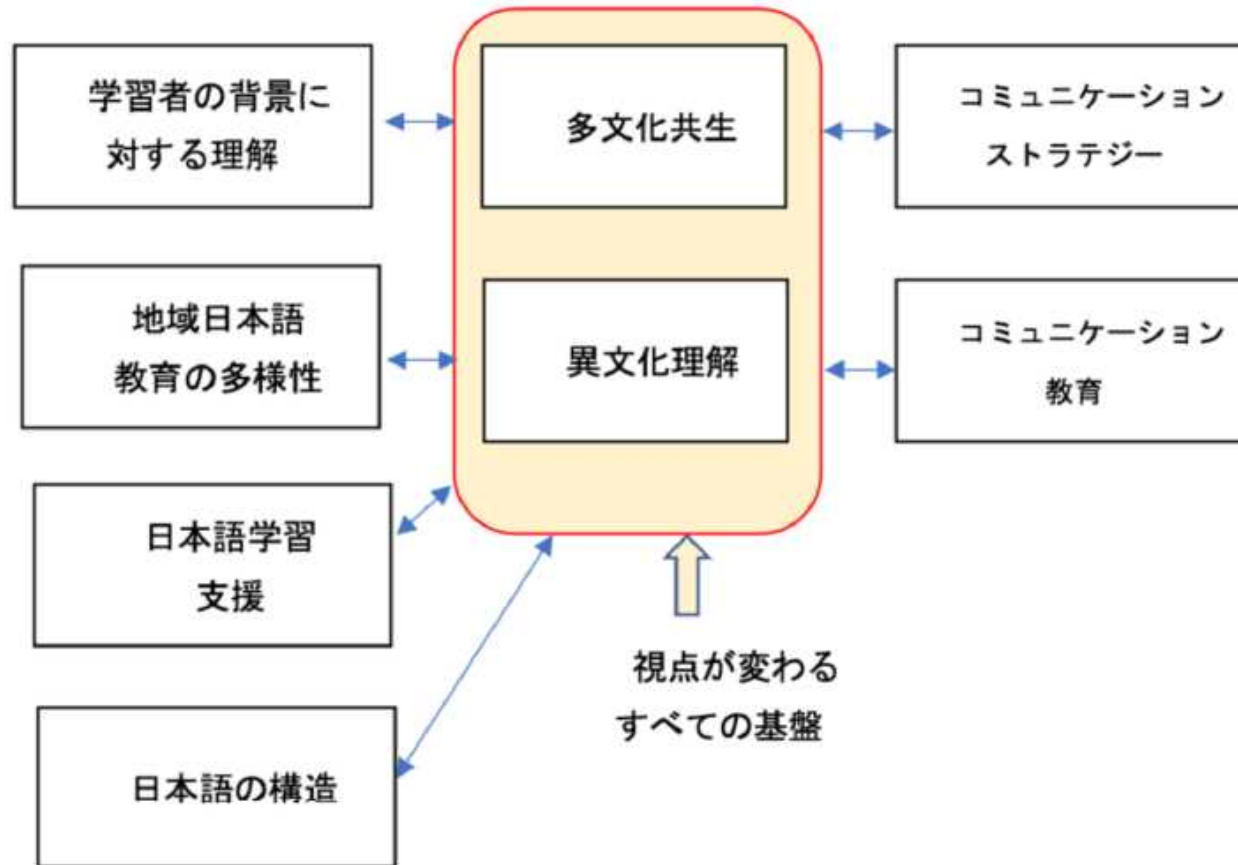 学習者の背景に
対する理解
多文化共生
コミュニケーション
ストラテジー
地域日本語
教育の多様性
異文化理解
コミュニケーション
教育
日本語学習
支援
視点が変わる
すべての基盤
日本語の構造